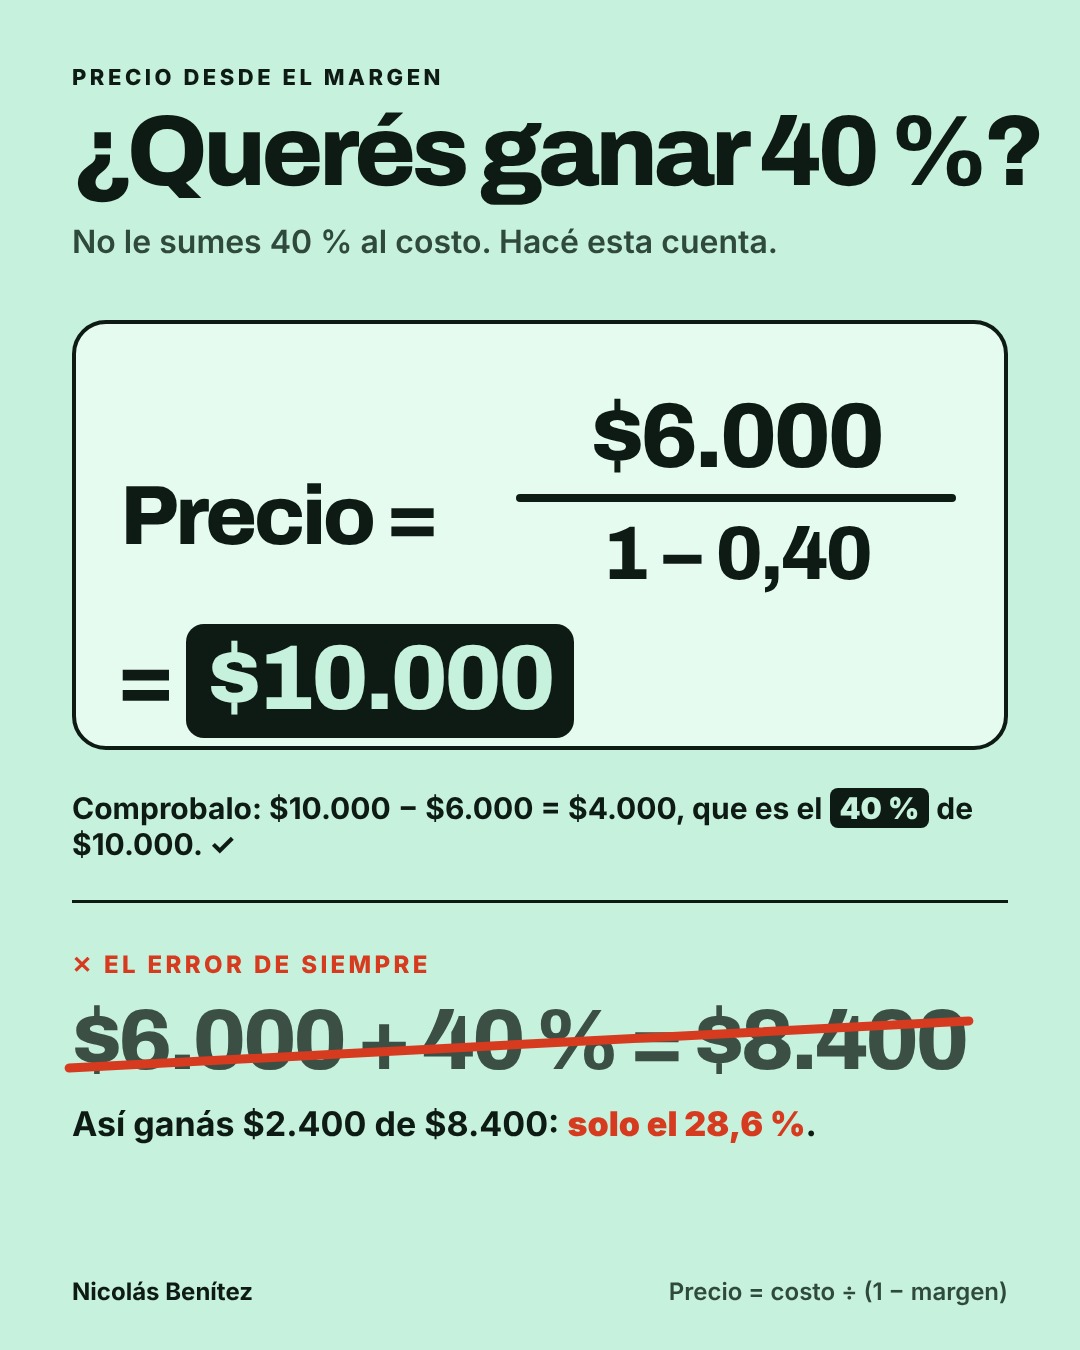 PRECIO DESDE EL MARGEN
¿Querés ganar 40 %?
No le sumes 40 % al costo. Hacé esta cuenta.
$6.000
Precio =
1 – 0,40
= $10.000
Comprobalo: $10.000 − $6.000 = $4.000, que es el 40 % de
$10.000. ✓
✕ EL ERROR DE SIEMPRE
$6.000 + 40 % = $8.400
Así ganás $2.400 de $8.400: solo el 28,6 %.
Nicolás Benítez
Precio = costo ÷ (1 − margen)